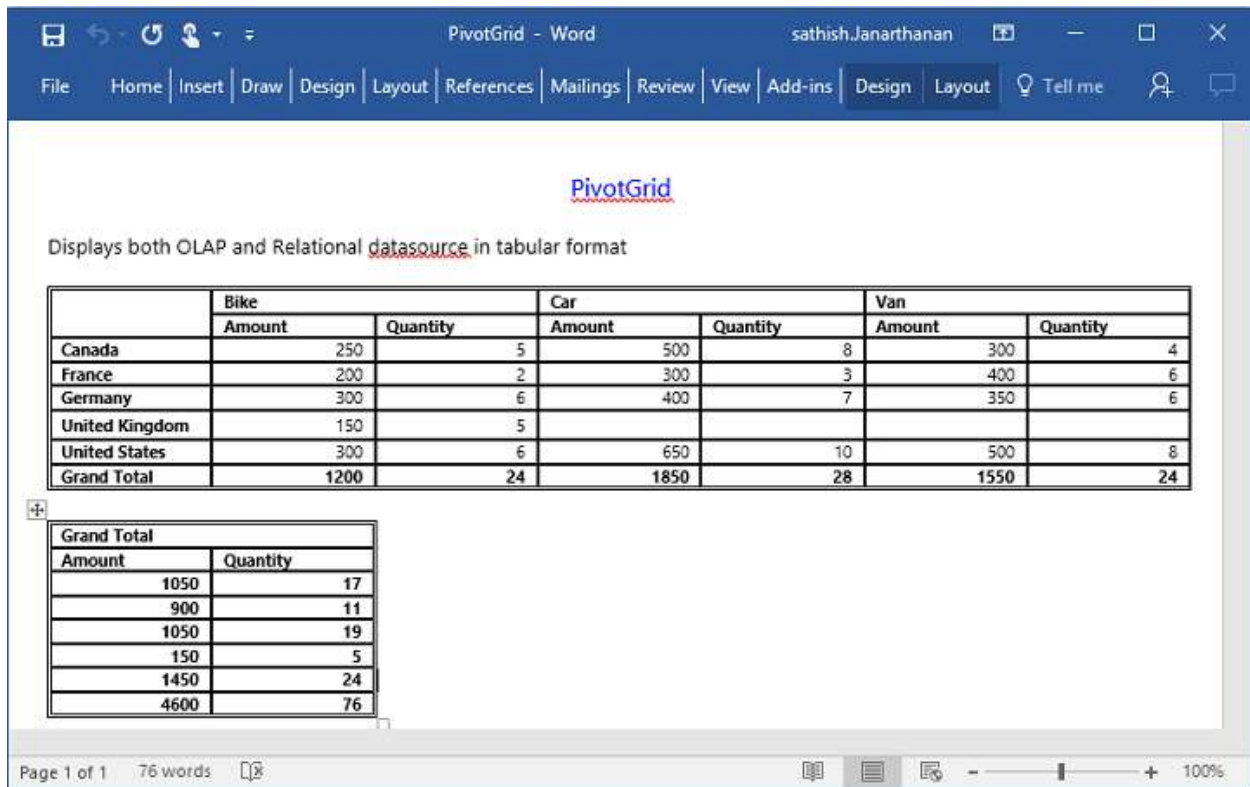 PivotGrid - Word sathish.Janarthanan
File Home Insert Draw Design Layout References Mailings Review View Add-ins Design Layout Tell me
PivotGrid
Displays both OLAP and Relational datasource in tabular format
Bike Car Van
Amount Quantity Amount Quantity Amount Quantity
Canada 250 5 500 8 300 4
France 200 2 300 3 400 6
Germany 300 6 400 7 350 6
United Kingdom 150 5
United States 300 6 650 10 500 8
Grand Total 1200 24 1850 28 1550 24
Grand Total
Amount Quantity
1050 17
900 11
1050 19
150 5
1450 24
4600 76
Page 1 of 1 76 words 100%